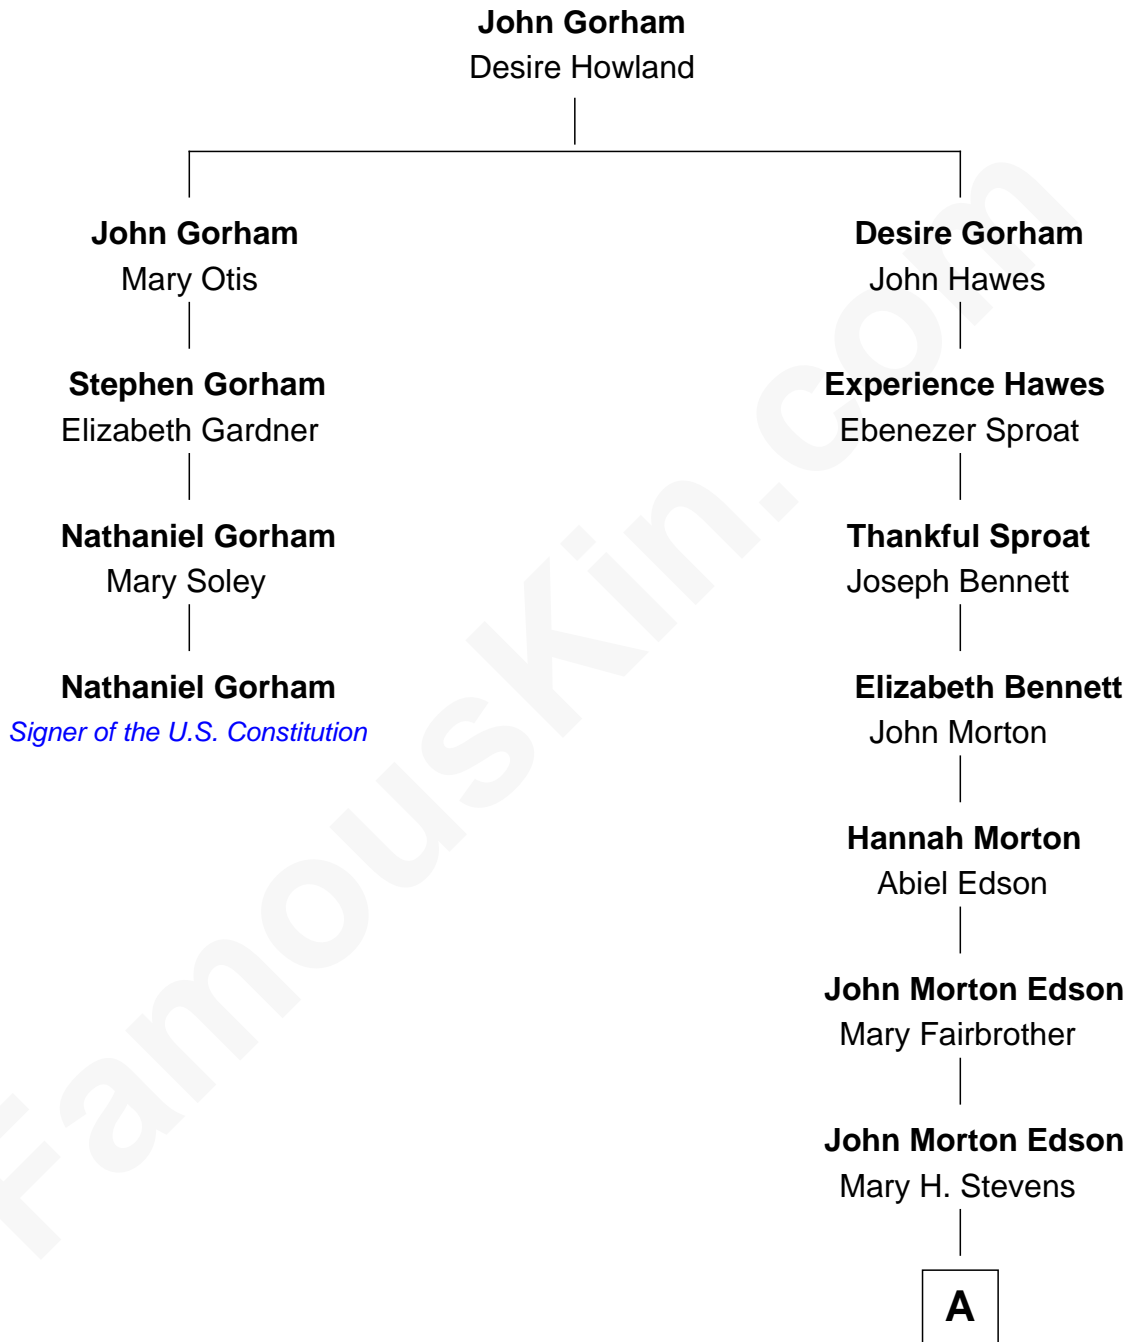 John Gorham
Desire Howland
John Gorham
Mary Otis
Stephen Gorham
Elizabeth Gardner
Nathaniel Gorham
Mary Soley
Nathaniel Gorham
Signer of the U.S. Constitution
Desire Gorham
John Hawes
Experience Hawes
Ebenezer Sproat
Thankful Sproat
Joseph Bennett
Elizabeth Bennett
John Morton
Hannah Morton
Abiel Edson
John Morton Edson
Mary Fairbrother
John Morton Edson
Mary H. Stevens
A
FamousKin.com